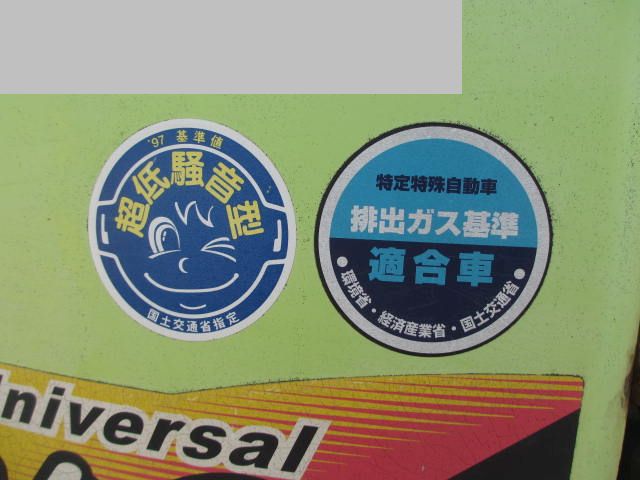 '97 基準値
超低騒音型
国土交通省指定
特定特殊自動車
排出ガス基準
適合車
●環境省・経済産業省・国土交通省●
universal